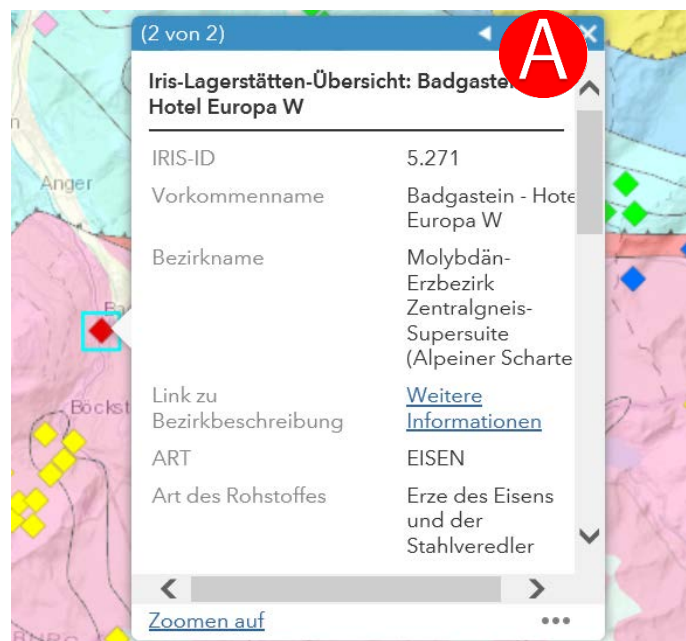 (2 von 2)
A
Iris-Lagerstätten-Übersicht: Badgastein
Hotel Europa W
IRIS-ID 5.271
Vorkommenname Badgastein - Hote
Europa W
Bezirkname Molybdän-
Erzbezirk
Zentralgneis-
Supersuite
(Alpeiner Scharte
Link zu Weitere
Bezirkbeschreibung Informationen
ART EISEN
Art des Rohstoffes Erze des Eisens
und der
Stahlveredler
Zoomen auf
Anger
Ba
Böckst